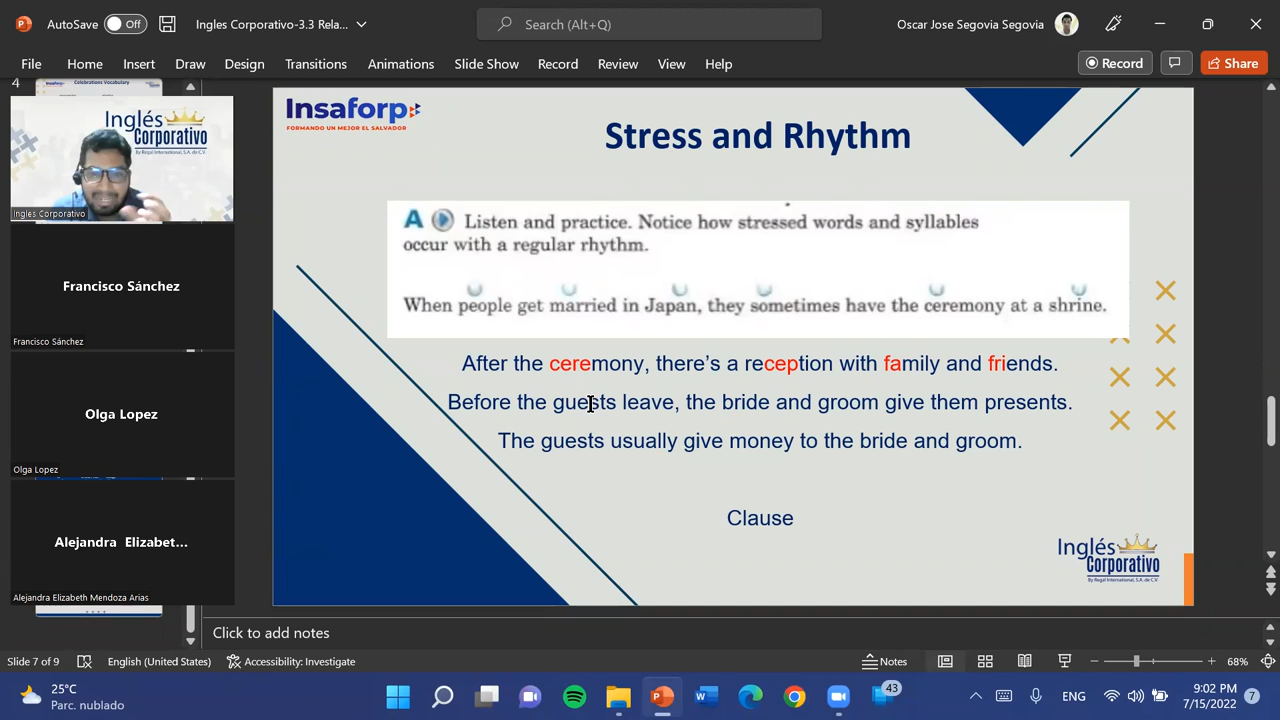 AutoSave
Off
Ingles Corporativo-3.3 Rela...
Search (Alt+Q)
Oscar Jose Segovia Segovia
File
Home
Insert
Draw
Design
Transitions
Animations
Slide Show
Record
Review
View
Help
Record
Share
4
Celebrations Vocabulary
Inglés
Corporativo
By Regal International, S.A. de C.V.
Ingles Corporativo
Francisco Sánchez
Francisco Sánchez
Olga Lopez
Olga Lopez
Alejandra Elizabet...
Alejandra Elizabeth Mendoza Arias
Insaforp
FORMANDO UN MEJOR EL SALVADOR
Stress and Rhythm
A Listen and practice. Notice how stressed words and syllables
occur with a regular rhythm.
When people get married in Japan, they sometimes have the ceremony at a shrine.
After the ceremony, there's a reception with family and friends.
Before the guests leave, the bride and groom give them presents.
The guests usually give money to the bride and groom.
Clause
Inglés
Corporativo
By Regal International, S.A. de C.V.
Click to add notes
Slide 7 of 9
English (United States)
Accessibility: Investigate
Notes
68%
25°C
Parc. nublado
43
ENG
9:02 PM
7/15/2022
7